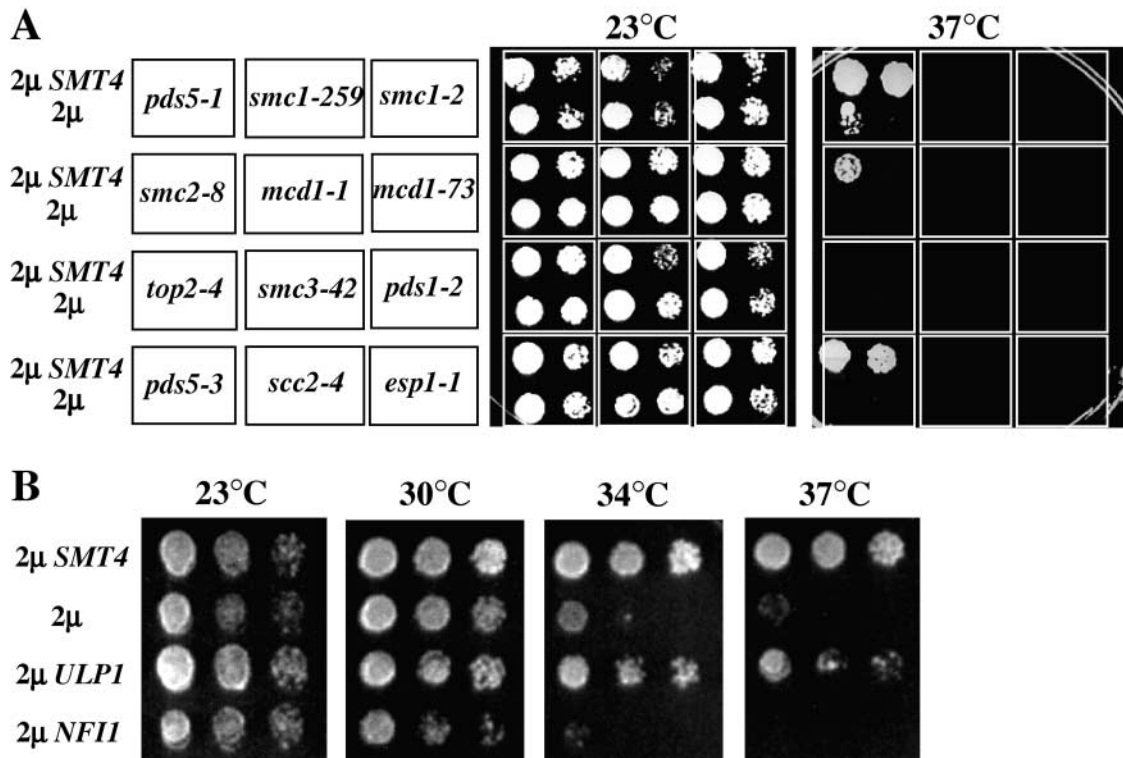 A
23°C 37°C
2μ SMT4
2μ
pds5-1 smc1-259 smc1-2
2μ SMT4
2μ
smc2-8 mcd1-1 mcd1-73
2μ SMT4
2μ
top2-4 smc3-42 pds1-2
2μ SMT4
2μ
pds5-3 scc2-4 esp1-1
B
23°C 30°C 34°C 37°C
2μ SMT4
2μ
2μ ULP1
2μ NFI1